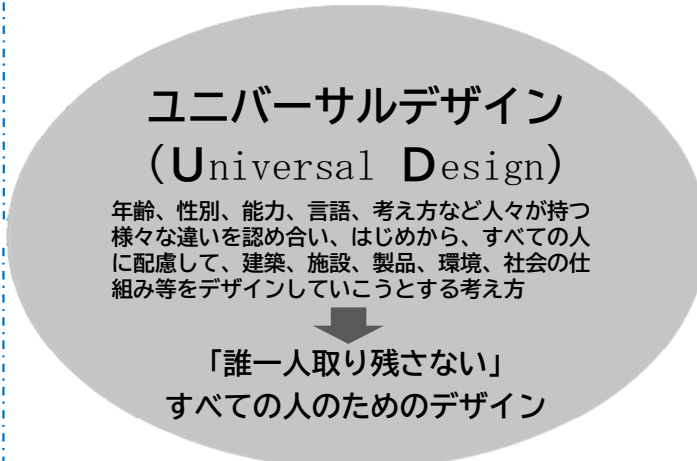 ユニバーサルデザイン
（Universal Design）
年齢、性別、能力、言語、考え方など人々が持つ
様々な違いを認め合い、はじめから、すべての人
に配慮して、建築、施設、製品、環境、社会の仕
組み等をデザインしていこうとする考え方
「誰一人取り残さない」
すべての人のためのデザイン